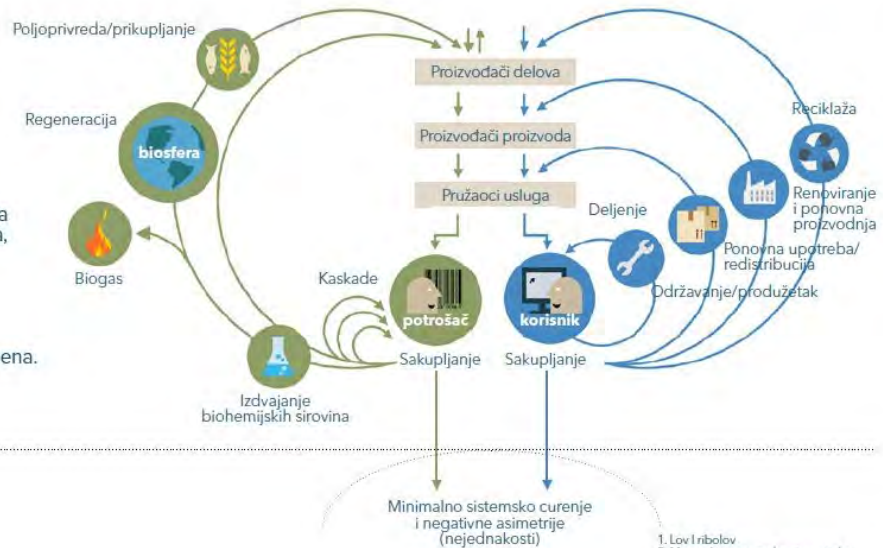 Poljoprivreda/prikupljanje
Regeneracija
biosfera
a
a,
Biogas
ena.
Proizvođači delova
Proizvođači proizvoda
Pružaoci usluga
Kaskade
potrošač
korisnik
Sakupljanje
Sakupljanje
Izdvajanje
biohemijskih sirovina
Deljenje
Reciklaža
Renoviranje
i ponovna
proizvodnja
Ponovna upotreba/
redistribucija
Održavanje/produžetak
Minimalno sistemsko curenje
i negativne asimetrije
(nejednakosti)
1. Lov I ribolov